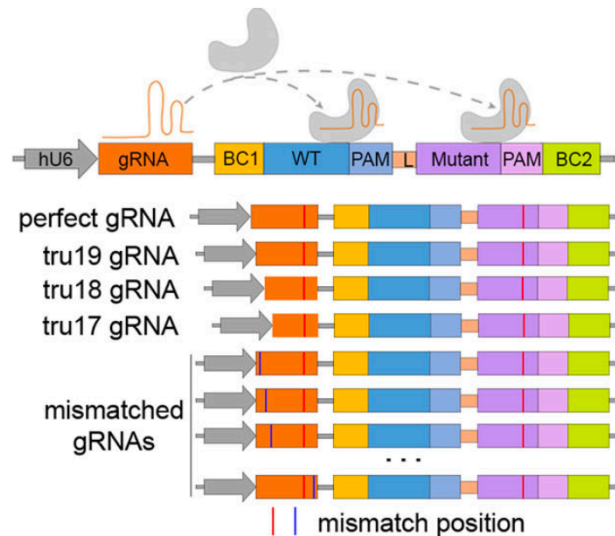 hU6 gRNA BC1 WT PAM L Mutant PAM BC2
perfect gRNA
tru19 gRNA
tru18 gRNA
tru17 gRNA
mismatched
gRNAs
...
mismatch position